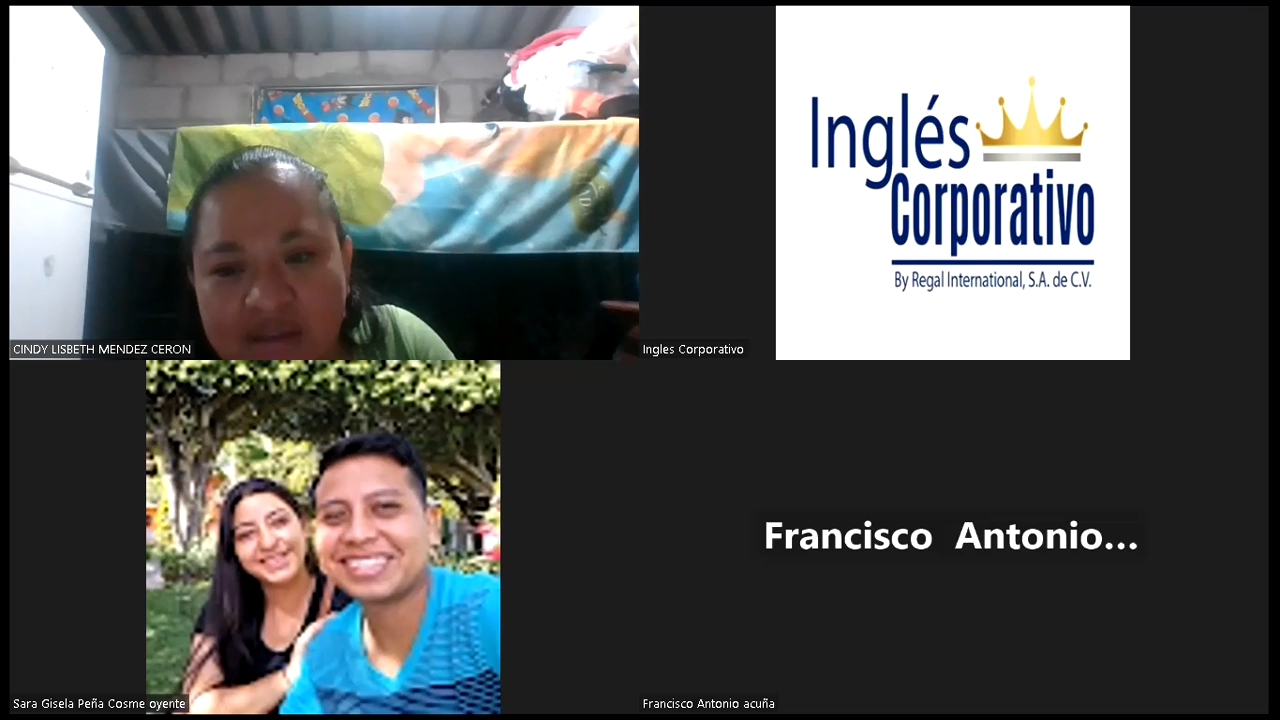 Inglés
Corporativo
By Regal International, S.A. de C.V.
CINDY LISBETH MENDEZ CERON
Ingles Corporativo
Francisco Antonio...
Sara Gisela Peña Cosme oyente
Francisco Antonio acuña